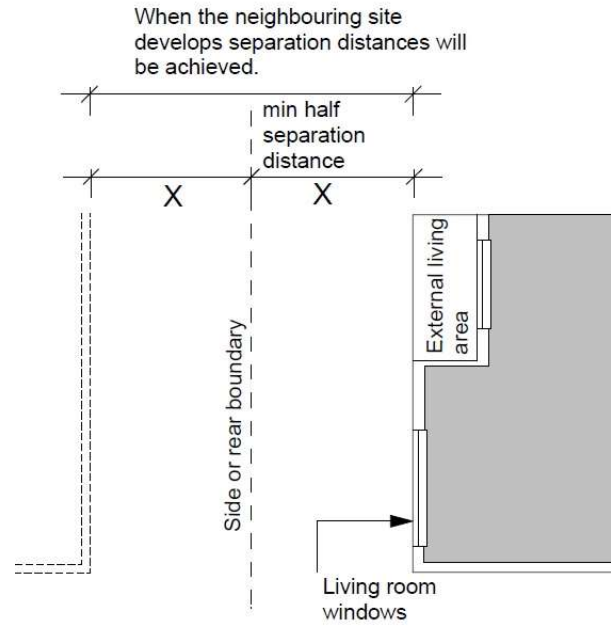 When the neighbouring site
develops separation distances will
be achieved.
min half
separation
distance
X
X
External living
area
Side or rear boundary
Living room
windows